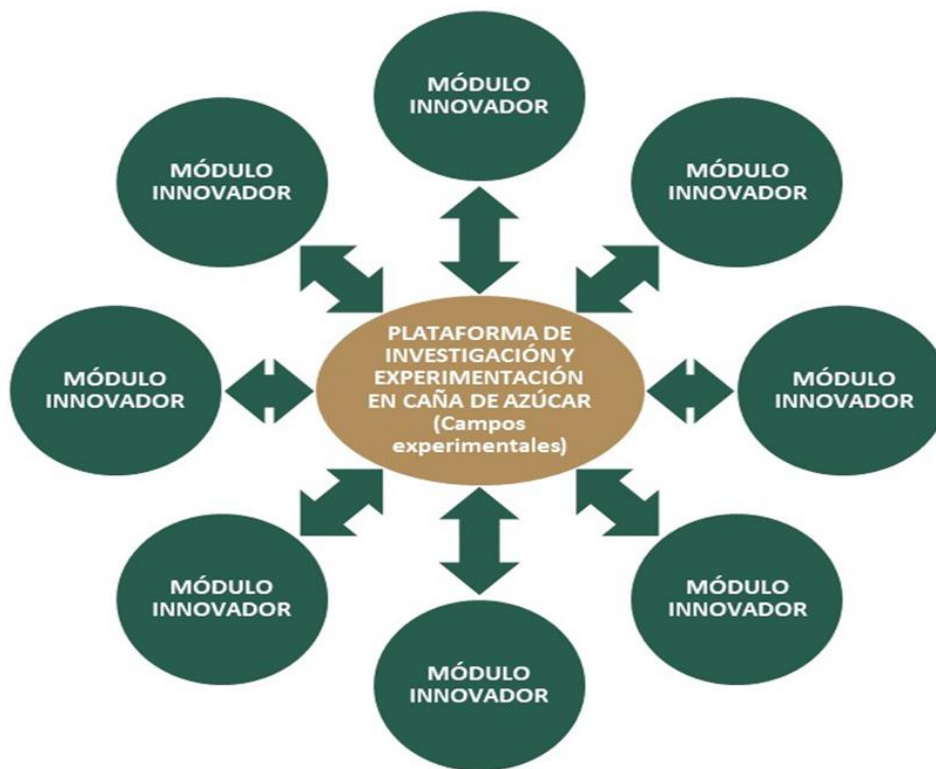 MÓDULO
INNOVADOR
MÓDULO
INNOVADOR
MÓDULO
INNOVADOR
MÓDULO
INNOVADOR
PLATAFORMA DE
INVESTIGACIÓN Y
EXPERIMENTACIÓN
EN CAÑA DE AZÚCAR
(Campos
experimentales)
MÓDULO
INNOVADOR
MÓDULO
INNOVADOR
MÓDULO
INNOVADOR
MÓDULO
INNOVADOR